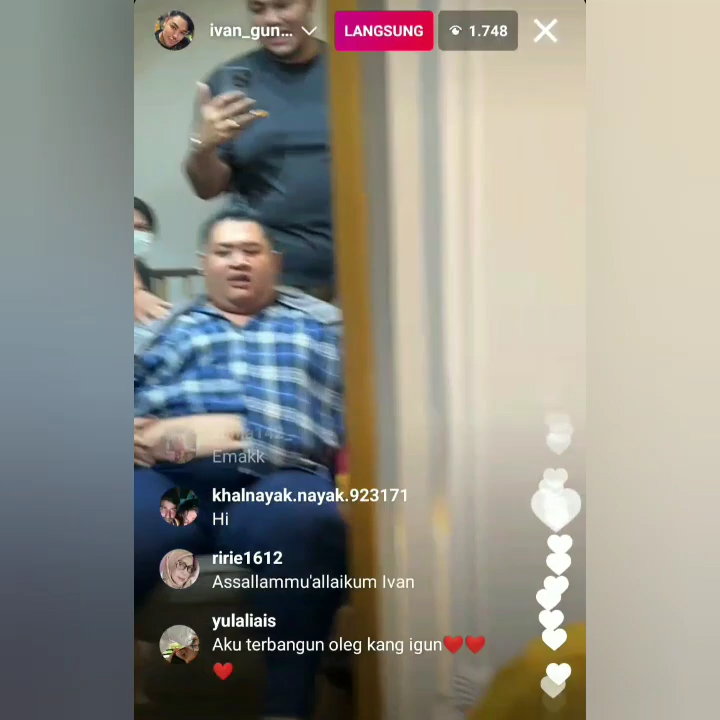 ivan_gun...
LANGSUNG
1.748
Emakk
khalnayak.nayak.923171
Hi
ririe1612
Assallammu'allaikum Ivan
yulaliais
Aku terbangun oleg kang igun❤️❤️
❤️